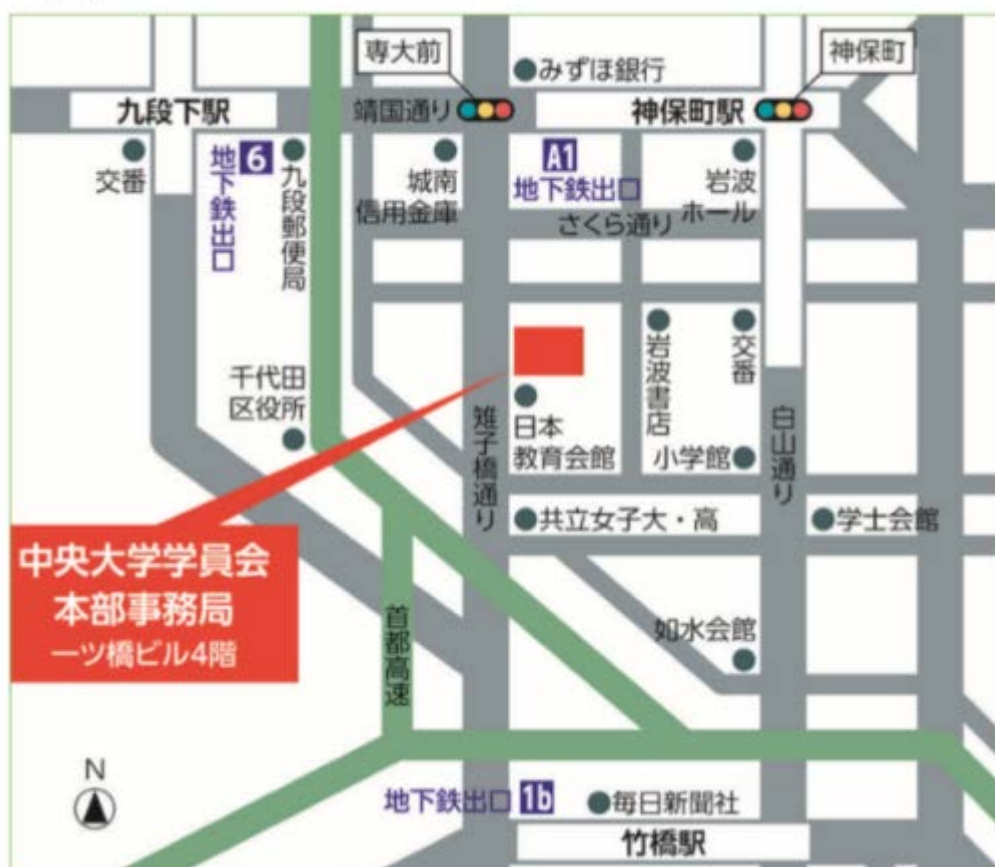 専大前
神保町
みずほ銀行
九段下駅
靖国通り
神保町駅
交番
地下鉄出口
6
九段郵便局
城南
信用金庫
A1
地下鉄出口
岩波
ホール
さくら通り
千代田
区役所
日本
教育会館
岩波書店
交番
小学館
雉子橋通り
白山通り
共立女子大・高
学士会館
中央大学学員会
本部事務局
一ツ橋ビル4階
首都高速
如水会館
N
地下鉄出口
1b
毎日新聞社
竹橋駅